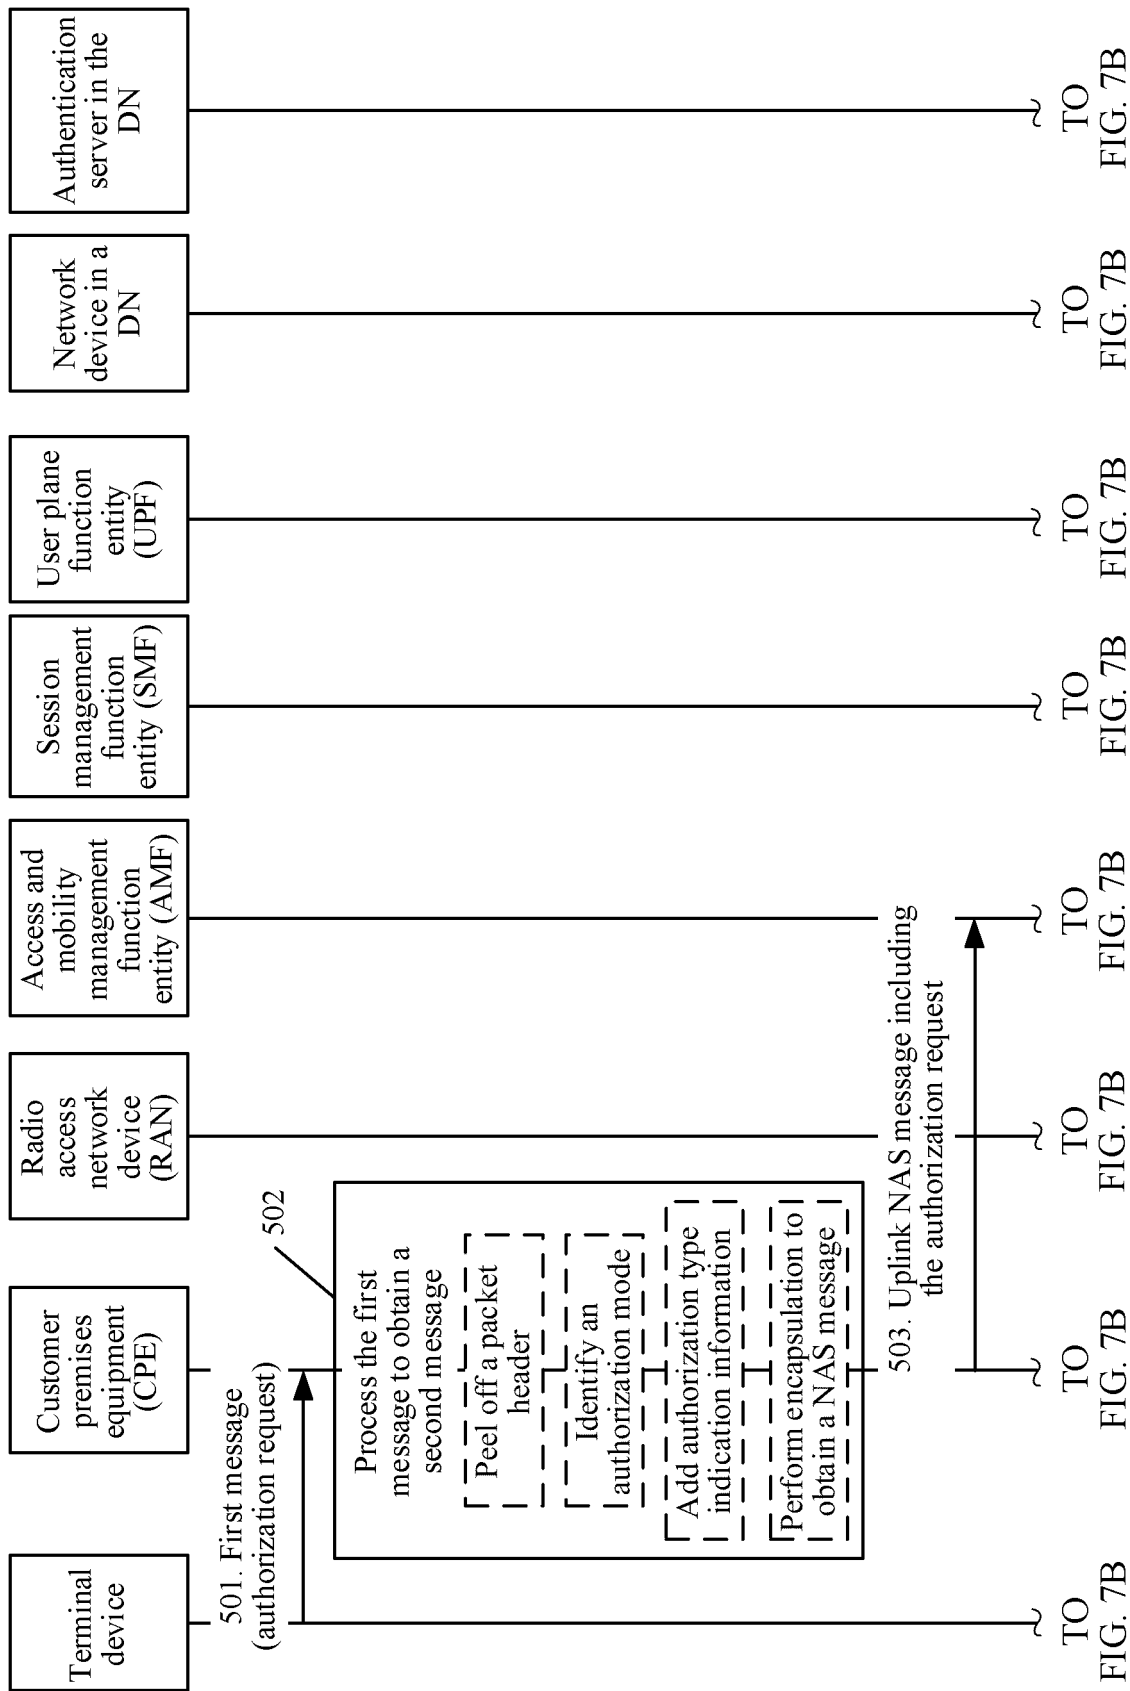 Terminal
device
Customer
premises
equipment
(CPE)
Radio
access
network
device
(RAN)
Access and
mobility
management
function
entity (AMF)
Session
management
function
entity (SMF)
User plane
function
entity
(UPF)
Network
device in a
DN
Authentication
server in the
DN
501. First message
(authorization request)
502
Process the first
message to obtain a
second message
Peel off a packet
header
Identify an
authorization mode
Add authorization type
indication information
Perform encapsulation to
obtain a NAS message
503. Uplink NAS message including
the authorization request
TO
FIG. 7B
TO
FIG. 7B
TO
FIG. 7B
TO
FIG. 7B
TO
FIG. 7B
TO
FIG. 7B
TO
FIG. 7B
TO
FIG. 7B